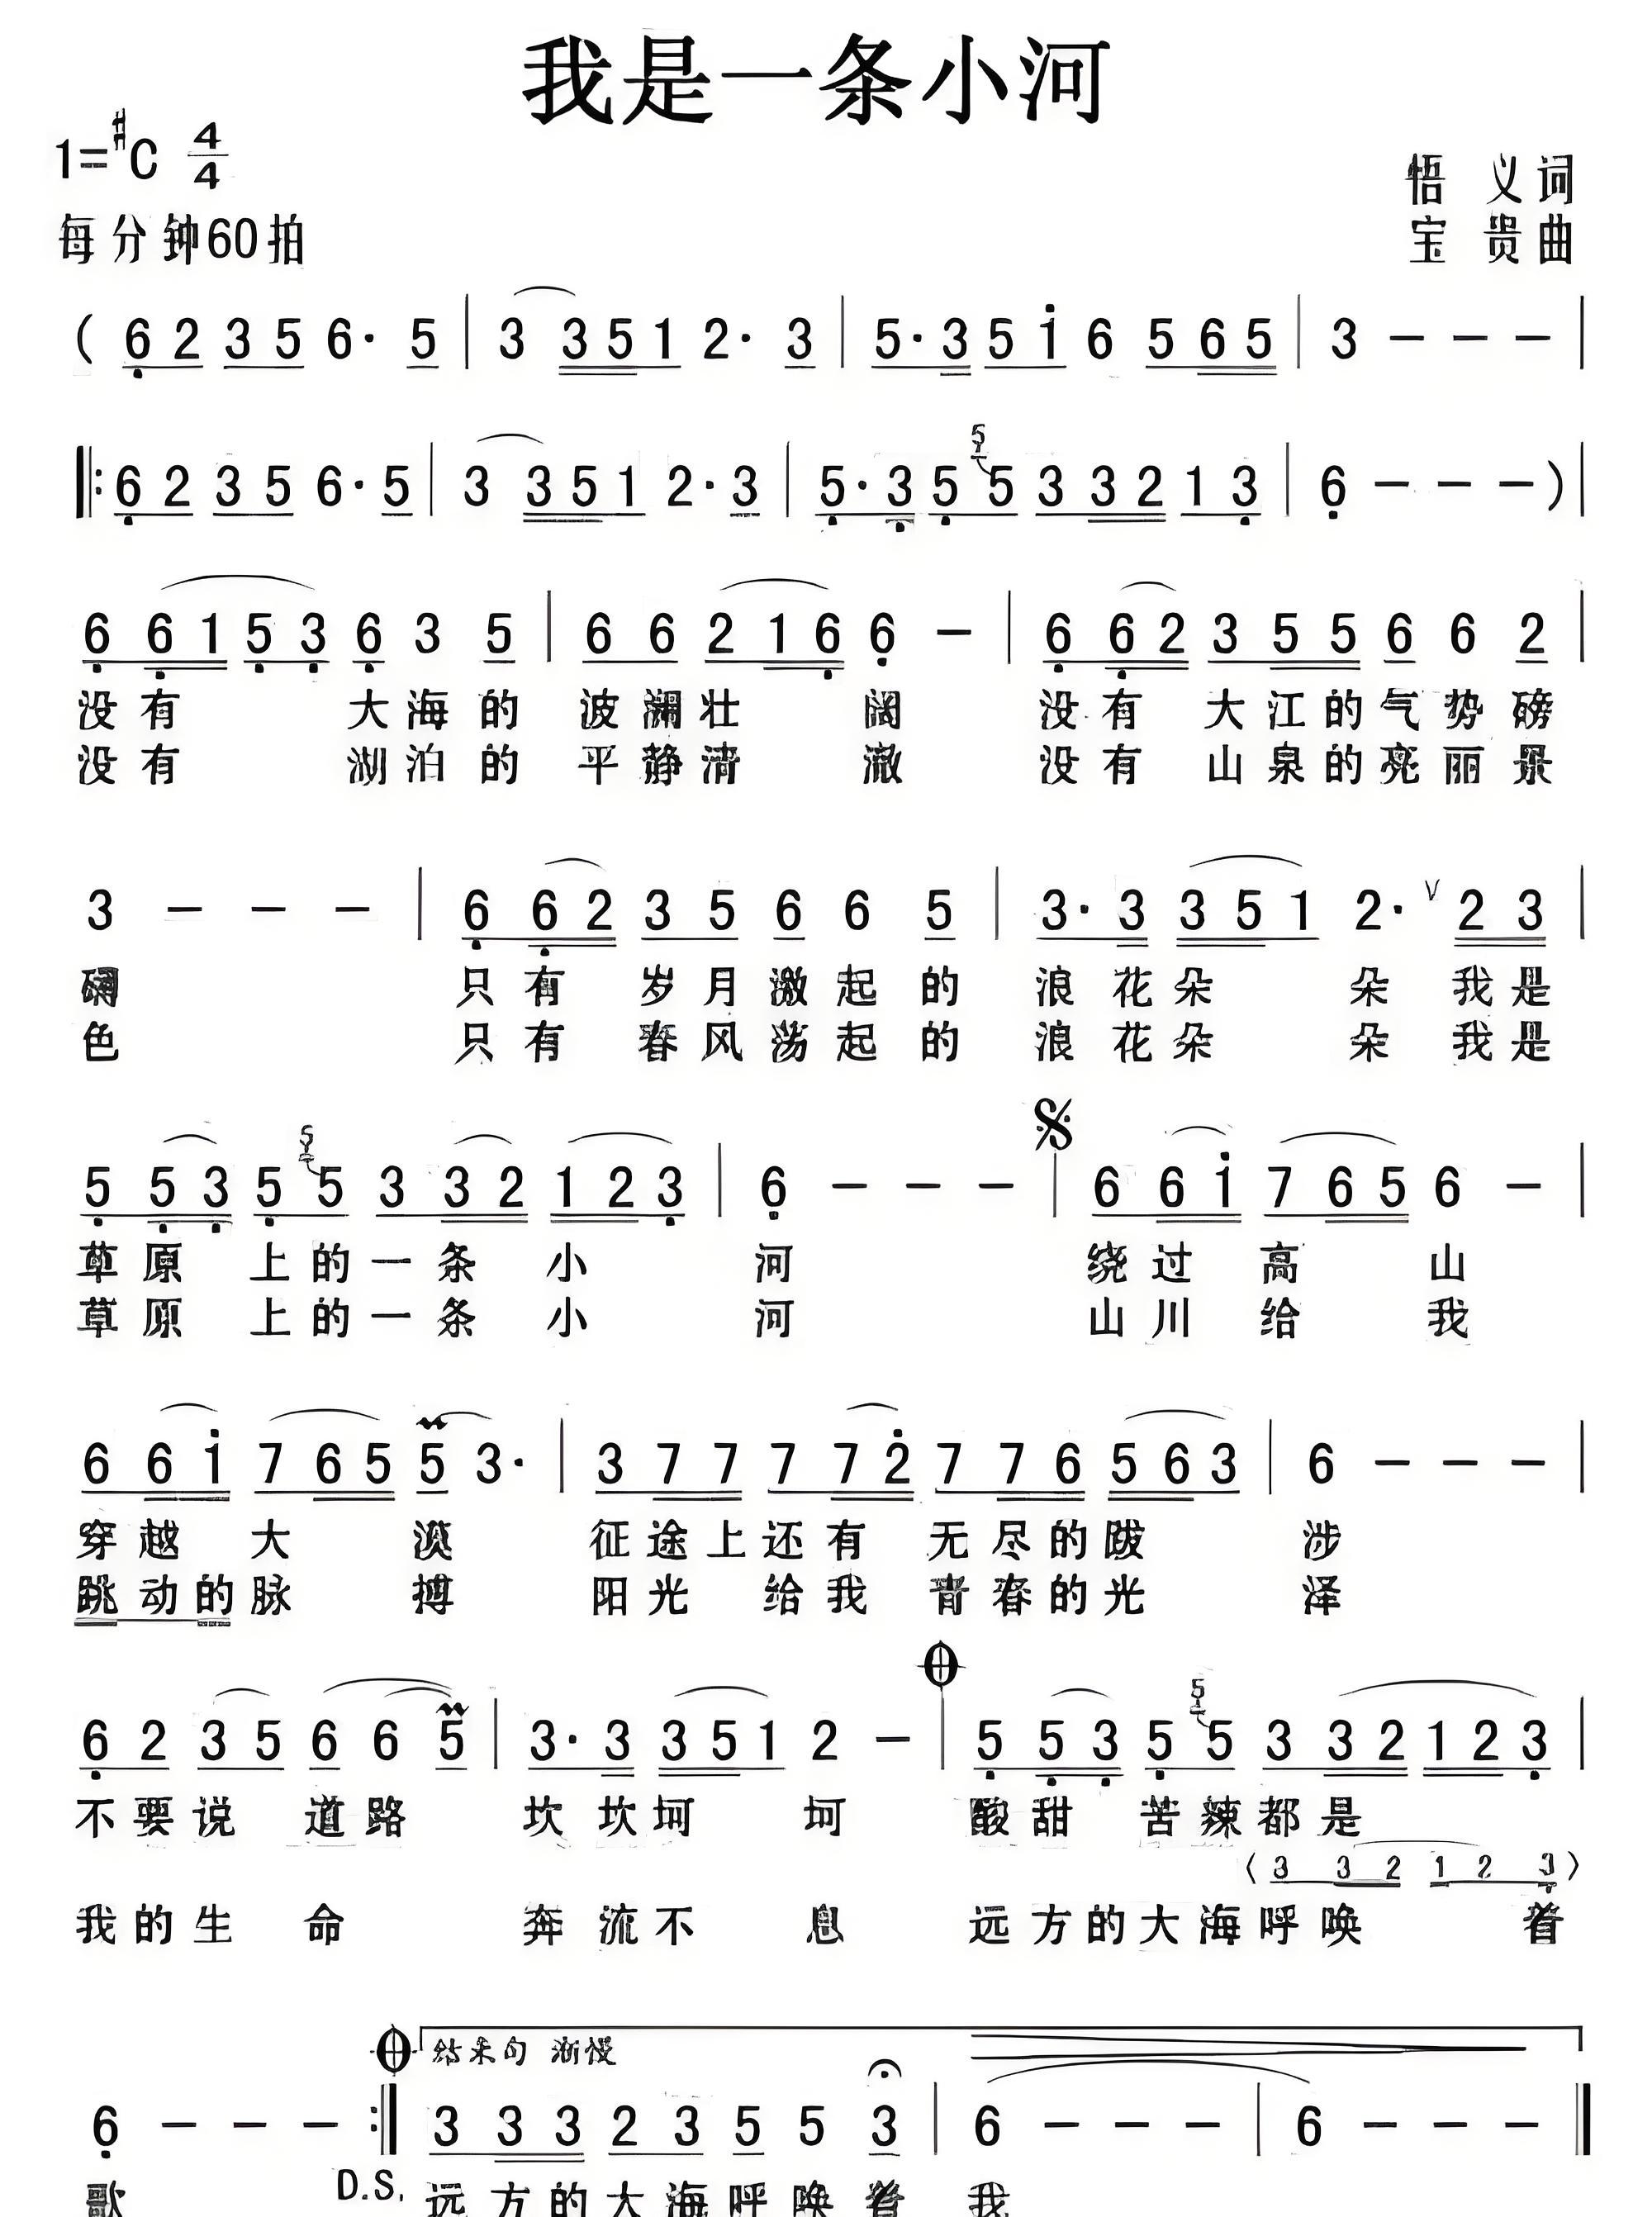 我是一条小河
1=#C 4/4
每分钟60拍
悟 义 词
宝 贵 曲
( 6 2 3 5 6· 5 | 3 3 5 1 2· 3 | 5· 3 5 i 6 5 6 5 | 3 - - - |
‖: 6 2 3 5 6· 5 | 3 3 5 1 2· 3 | 5· 3 5 5 5 3 3 2 1 3 | 6 - - - ) |
6 6 1 5 3 6 3 5 | 6 6 2 1 6 6 - | 6 6 2 3 5 5 6 6 2 |
没有 大海的 波澜壮 阔 没有 大江的气势磅
没有 湖泊的 平静清 澈 没有 山泉的亮丽景
3 - - - | 6 6 2 3 5 6 6 5 | 3· 3 3 5 1 2· V 2 3 |
礴 只有 岁月激起的 浪花朵 朵 我是
色 只有 春风荡起的 浪花朵 朵 我是
5 5 3 5 5 5 3 3 2 1 2 3 | 6 - - - | 6 6 i 7 6 5 6 - |
草原 上的一条 小 河 绕过 高 山
草原 上的一条 小 河 山川 给 我
6 6 i 7 6 5 5 3· | 3 7 7 7 7 2 7 7 6 5 6 3 | 6 - - - |
穿越 大 漠 征途上还有 无尽的跋 涉
跳动的脉 搏 阳光 给我 青春的光 泽
6 2 3 5 6 6 5 | 3· 3 3 5 1 2 - | 5 5 3 5 5 5 3 3 2 1 2 3 |
不要说 道路 坎坎坷 坷 酸甜 苦辣都是
〈 3 3 2 1 2 3 〉
我的生 命 奔流不 息 远方的大海呼唤 着
结束句 渐慢
6 - - - :‖ 3 3 3 2 3 5 5 3 | 6 - - - | 6 - - - ‖
歌 D.S. 远方的大海呼唤着 我